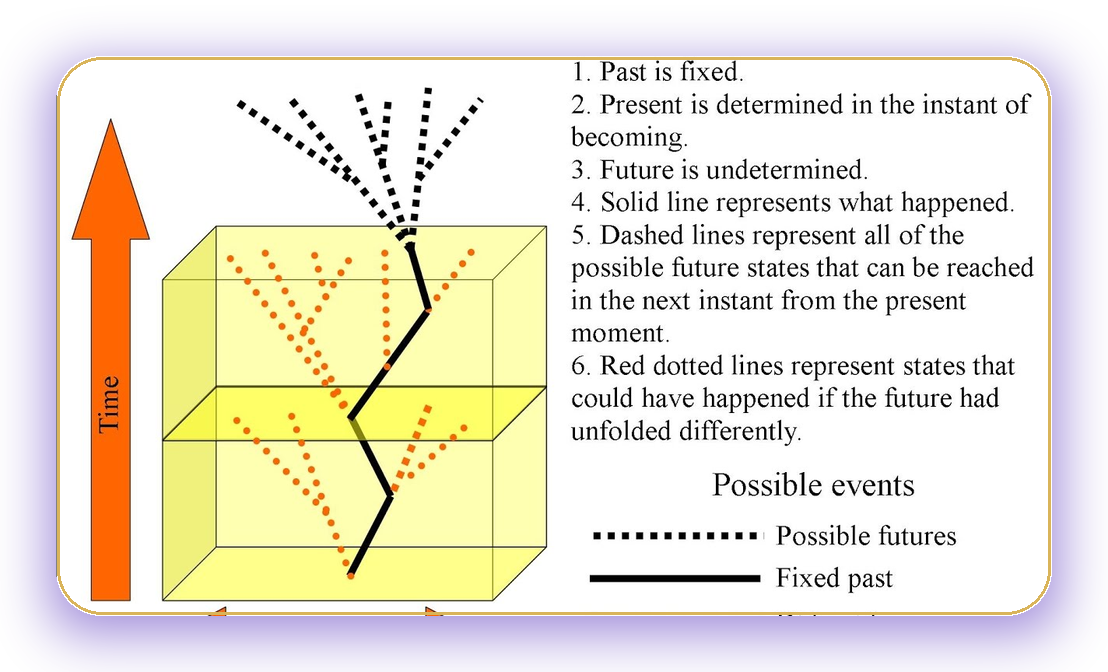 1. Past is fixed.
2. Present is determined in the instant of
becoming.
3. Future is undetermined.
4. Solid line represents what happened.
5. Dashed lines represent all of the
possible future states that can be reached
in the next instant from the present
moment.
6. Red dotted lines represent states that
could have happened if the future had
unfolded differently.
Time
Possible events
Possible futures
Fixed past